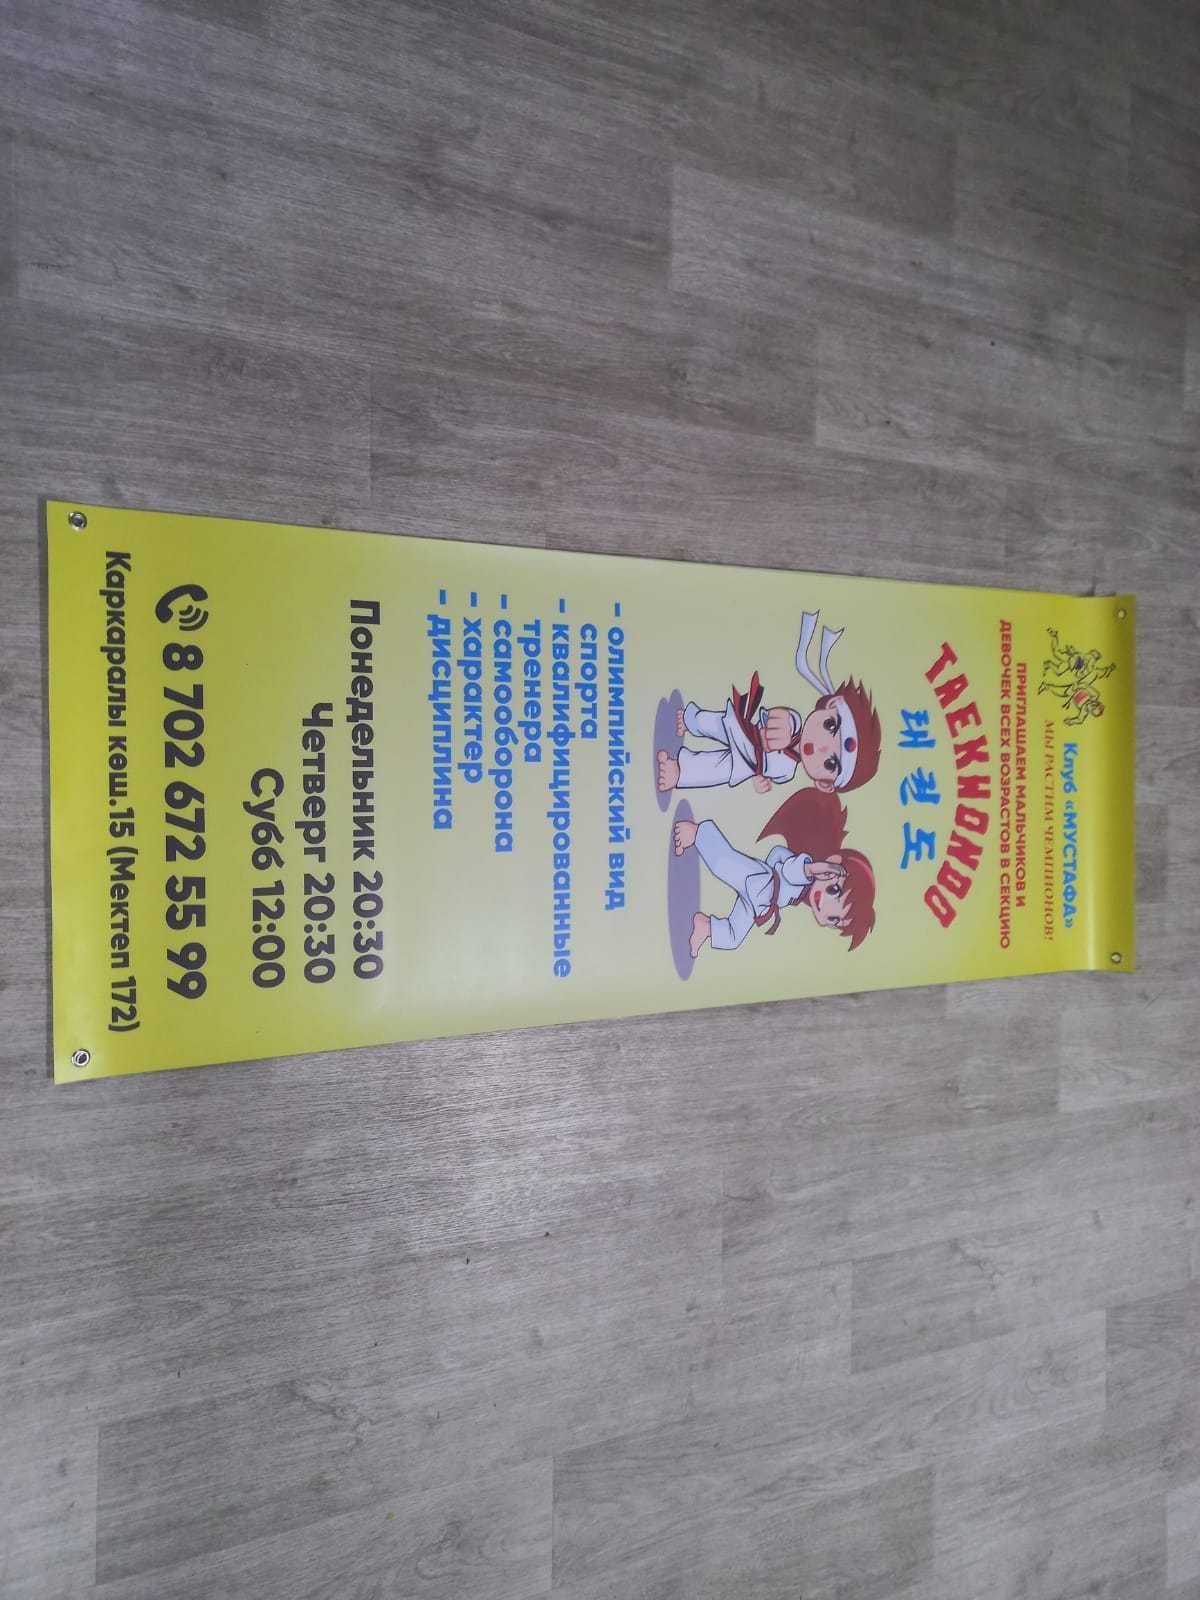 Клуб «МУСТАФА»
МЫ РАСТИМ ЧЕМПИОНОВ!
ПРИГЛАШАЕМ МАЛЬЧИКОВ И
ДЕВОЧЕК ВСЕХ ВОЗРАСТОВ В СЕКЦИЮ
TAEKWONDO
태권도
- олимпийский вид
спорта
- квалифицированные
тренера
- самооборона
- характер
- дисциплина
Понедельник 20:30
Четверг 20:30
Субб 12:00
8 702 672 55 99
Каркаралы көш.15 (Мектеп 172)